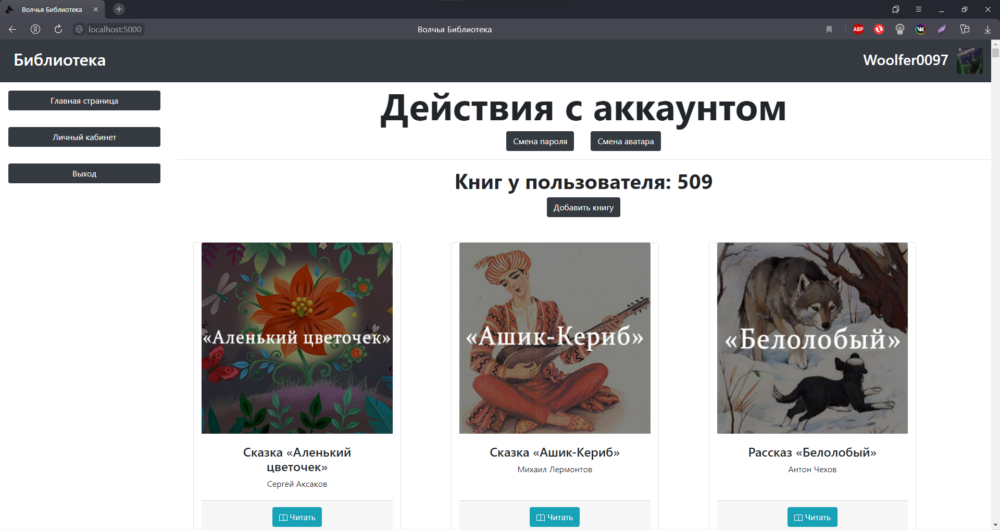 Волчья Библиотека
localhost:5000
Волчья Библиотека
ABP
Библиотека
Woolfer0097
Главная страница
Личный кабинет
Выход
Действия с аккаунтом
Смена пароля
Смена аватара
Книг у пользователя: 509
Добавить книгу
«Аленький цветочек»
«Ашик-Кериб»
«Белолобый»
Сказка «Аленький
цветочек»
Сергей Аксаков
Читать
Сказка «Ашик-Кериб»
Михаил Лермонтов
Читать
Рассказ «Белолобый»
Антон Чехов
Читать